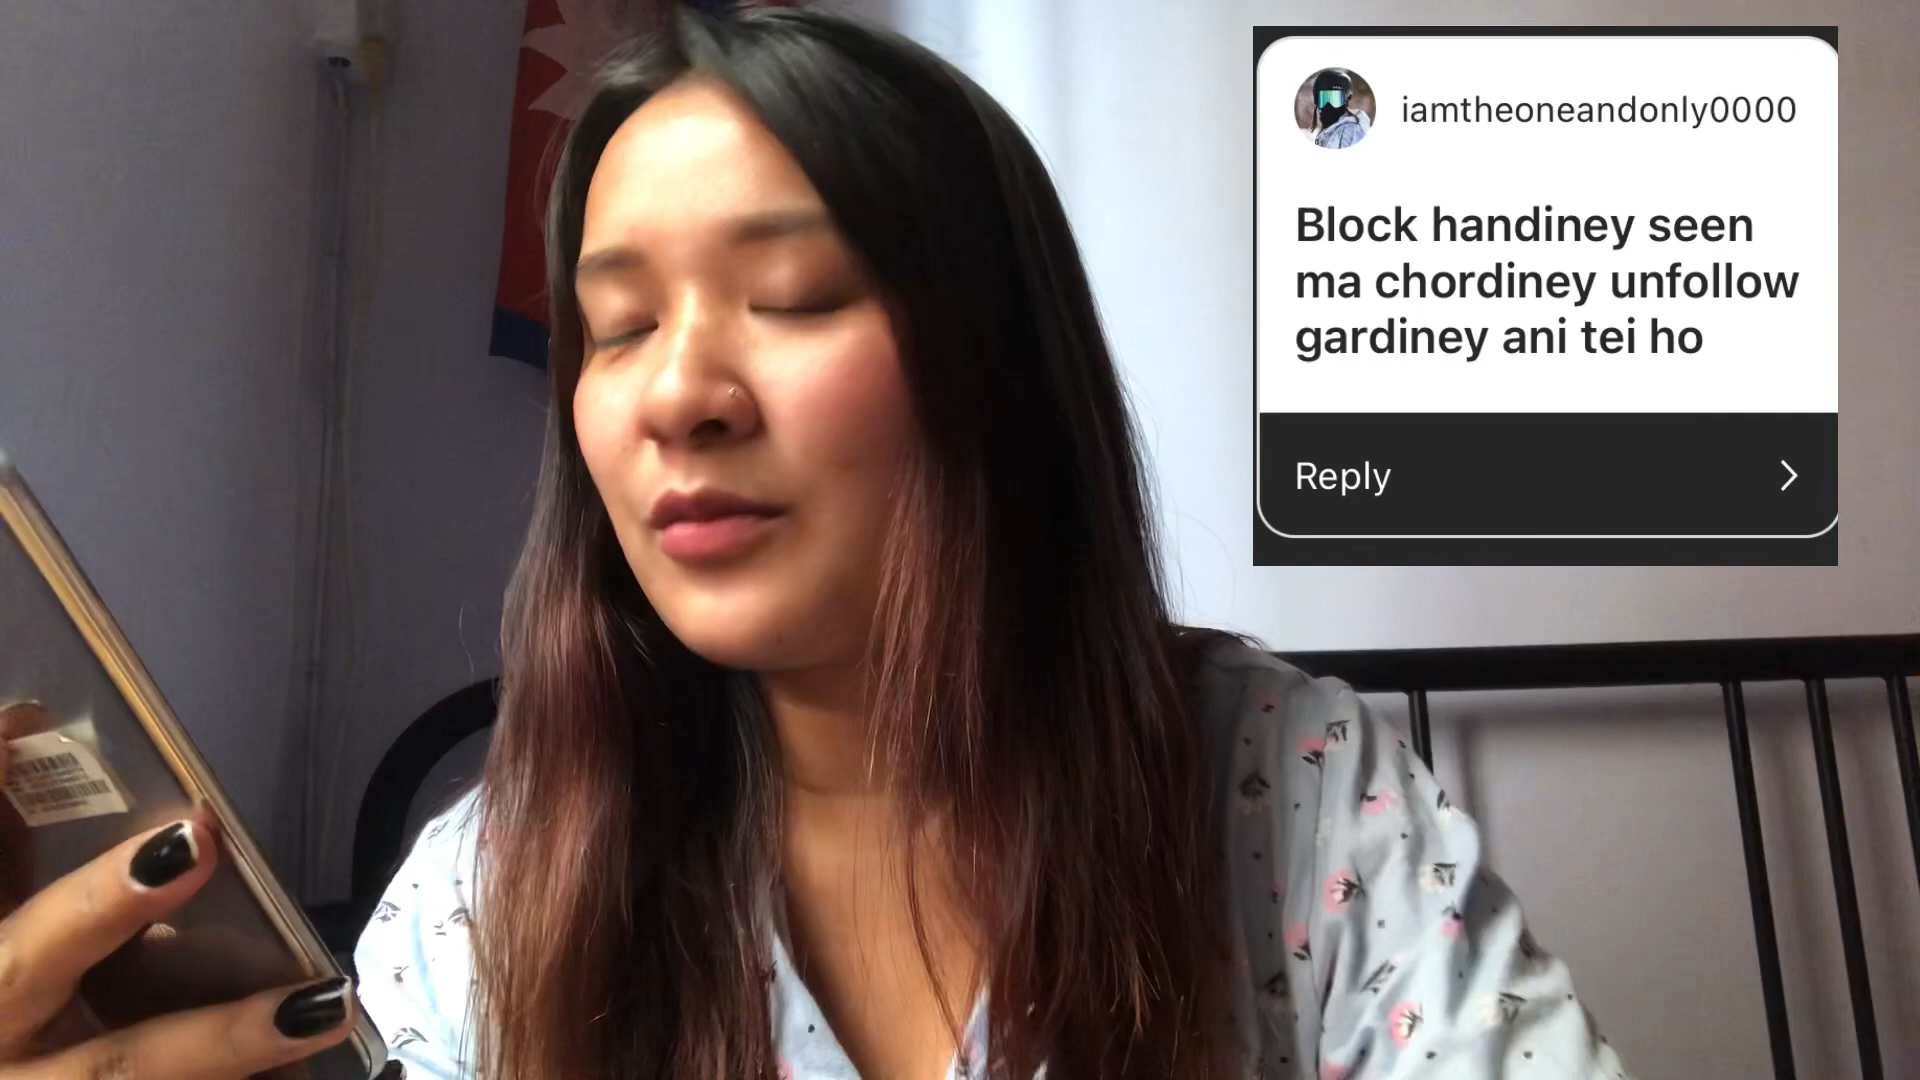 iamtheoneandonly0000
Block handiney seen
ma chordiney unfollow
gardiney ani tei ho
Reply